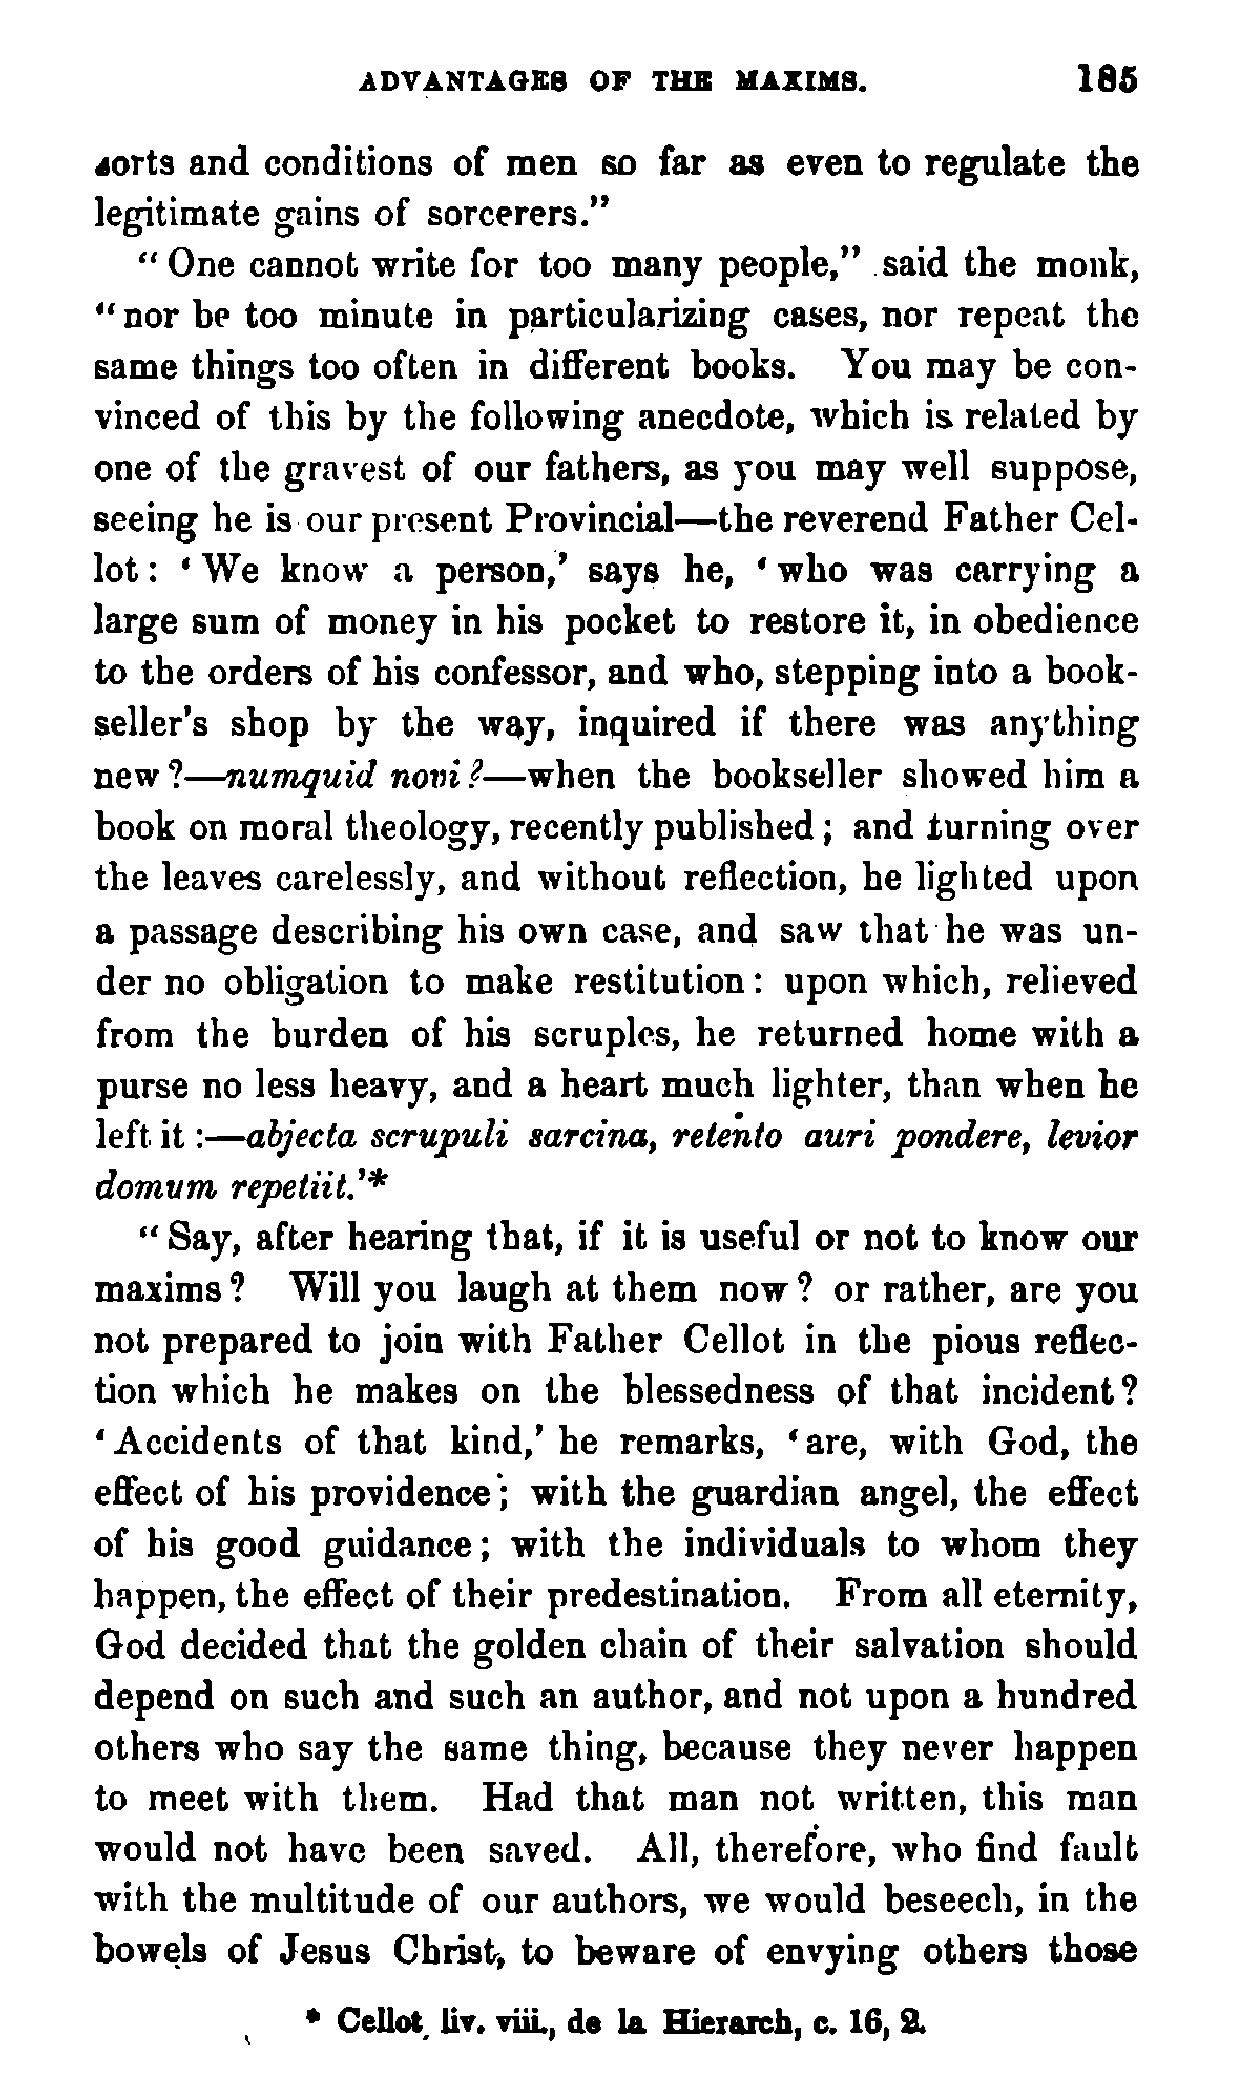 ADVANTAGES OF THE MAXIMS. 185
sorts and conditions of men so far as even to regulate the
legitimate gains of sorcerers."
"One cannot write for too many people," said the monk,
"nor be too minute in particularizing cases, nor repeat the
same things too often in different books. You may be con-
vinced of this by the following anecdote, which is related by
one of the gravest of our fathers, as you may well suppose,
seeing he is our present Provincial—the reverend Father Cel-
lot: 'We know a person,' says he, 'who was carrying a
large sum of money in his pocket to restore it, in obedience
to the orders of his confessor, and who, stepping into a book-
seller's shop by the way, inquired if there was anything
new?—numquid novi?—when the bookseller showed him a
book on moral theology, recently published; and turning over
the leaves carelessly, and without reflection, he lighted upon
a passage describing his own case, and saw that he was un-
der no obligation to make restitution: upon which, relieved
from the burden of his scruples, he returned home with a
purse no less heavy, and a heart much lighter, than when he
left it:—abjecta scrupuli sarcina, retento auri pondere, levior
domum repetiit.'*
"Say, after hearing that, if it is useful or not to know our
maxims? Will you laugh at them now? or rather, are you
not prepared to join with Father Cellot in the pious reflec-
tion which he makes on the blessedness of that incident?
'Accidents of that kind,' he remarks, 'are, with God, the
effect of his providence; with the guardian angel, the effect
of his good guidance; with the individuals to whom they
happen, the effect of their predestination. From all eternity,
God decided that the golden chain of their salvation should
depend on such and such an author, and not upon a hundred
others who say the same thing, because they never happen
to meet with them. Had that man not written, this man
would not have been saved. All, therefore, who find fault
with the multitude of our authors, we would beseech, in the
bowels of Jesus Christ, to beware of envying others those
* Cellot, liv. viii., de la Hierarch, c. 16, 2.